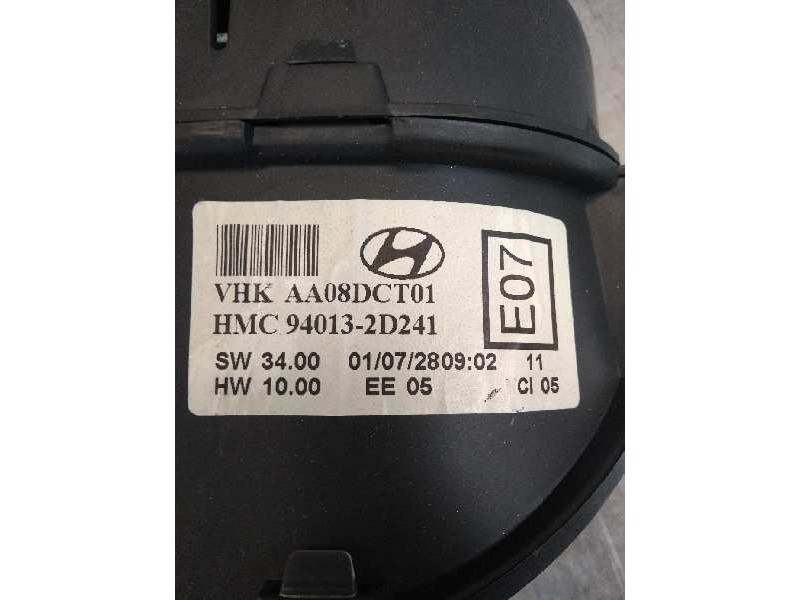 VHK AA08DCT01
HMC 94013-2D241
E07
SW 34.00 01/07/2809:02 11
HW 10.00 EE 05 CI 05